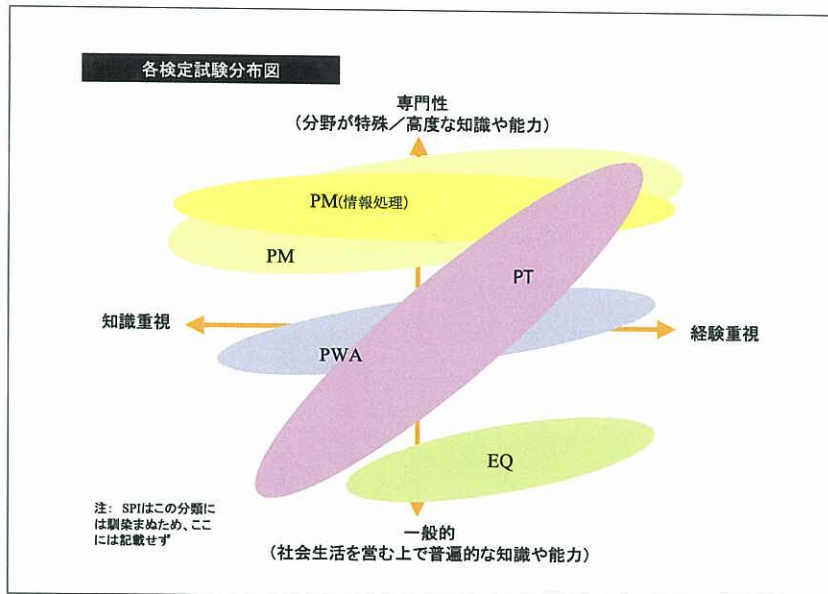 各検定試験分布図
専門性
（分野が特殊／高度な知識や能力）
PM(情報処理)
PM
PT
知識重視
経験重視
PWA
EQ
注： SPIはこの分類に
は馴染まぬため、ここ
には記載せず
一般的
（社会生活を営む上で普遍的な知識や能力）